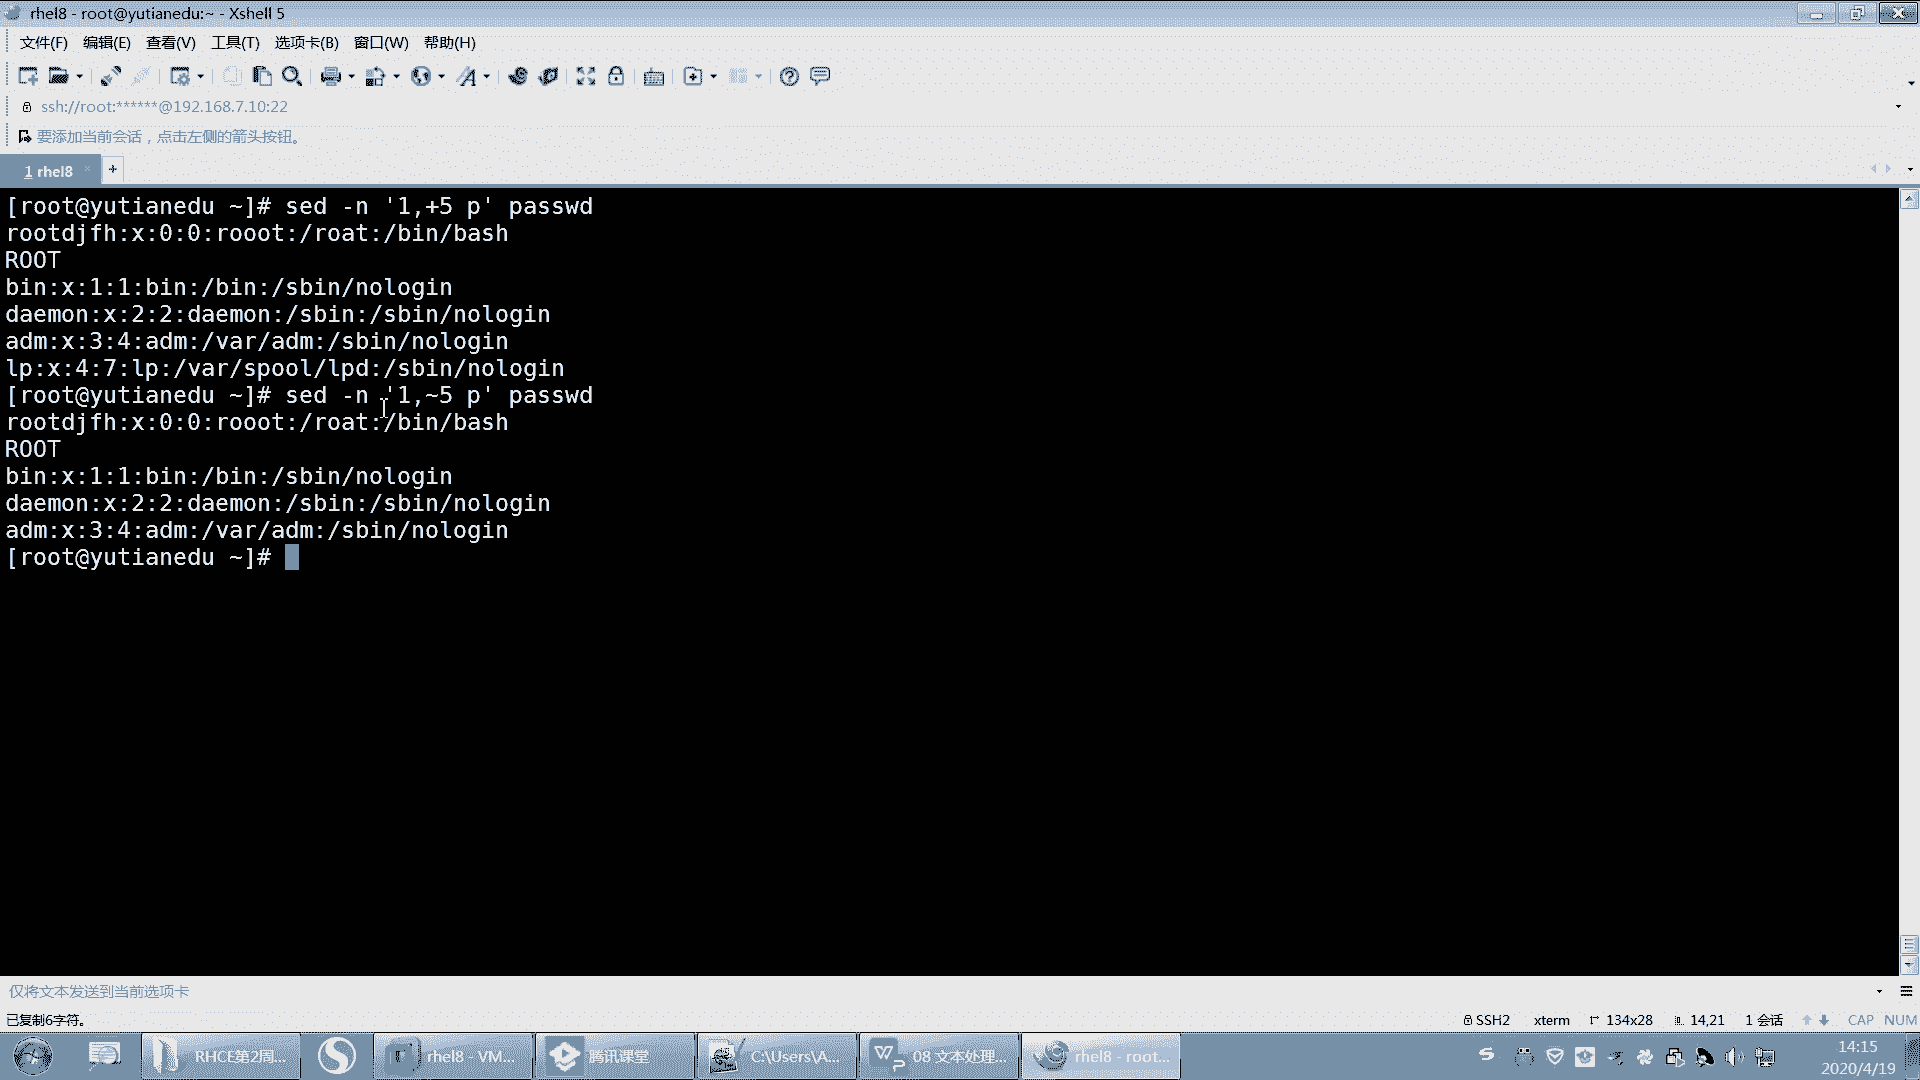 rhel8 - root@yutianedu:~ - Xshell 5
文件(F) 编辑(E) 查看(V) 工具(T) 选项卡(B) 窗口(W) 帮助(H)
ssh://root:******@192.168.7.10:22
要添加当前会话，点击左侧的箭头按钮。
1 rhel8
[root@yutianedu ~]# sed -n '1,+5 p' passwd
rootdjfh:x:0:0:rooot:/roat:/bin/bash
ROOT
bin:x:1:1:bin:/bin:/sbin/nologin
daemon:x:2:2:daemon:/sbin:/sbin/nologin
adm:x:3:4:adm:/var/adm:/sbin/nologin
lp:x:4:7:lp:/var/spool/lpd:/sbin/nologin
[root@yutianedu ~]# sed -n '1,~5 p' passwd
rootdjfh:x:0:0:rooot:/roat:/bin/bash
ROOT
bin:x:1:1:bin:/bin:/sbin/nologin
daemon:x:2:2:daemon:/sbin:/sbin/nologin
adm:x:3:4:adm:/var/adm:/sbin/nologin
[root@yutianedu ~]#
仅将文本发送到当前选项卡
已复制6字符。 SSH2 xterm 134x28 14,21 1 会话 CAP NUM
RHCE第2周... rhel8 - VM... 腾讯课堂 C:\Users\A... 08 文本处理... rhel8 - root...
14:15
2020/4/19